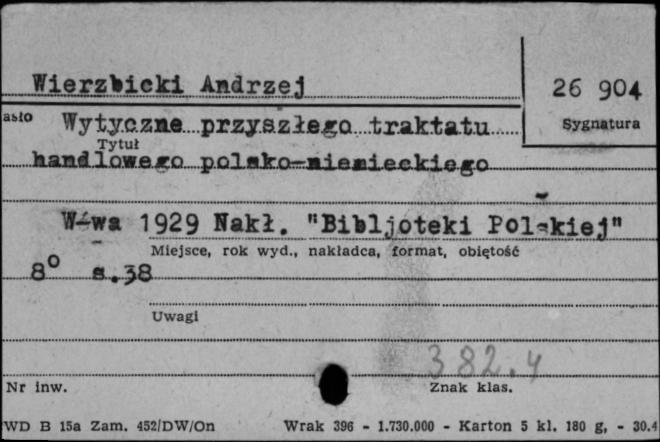 Wierzbicki Andrzej
26 904
asło
Sygnatura
Wytyczne przyszłego traktatu
Tytuł
handlowego polsko-niemieckiego
W-wa 1929 Nakł. "Bibljoteki Polskiej"
Miejsce, rok wyd., nakładca, format, objętość
8° s.38
Uwagi
382.4
Nr inw.
Znak klas.
WD B 15a Zam. 452/DW/On Wrak 396 - 1.730.000 - Karton 5 kl. 180 g, - 30.4